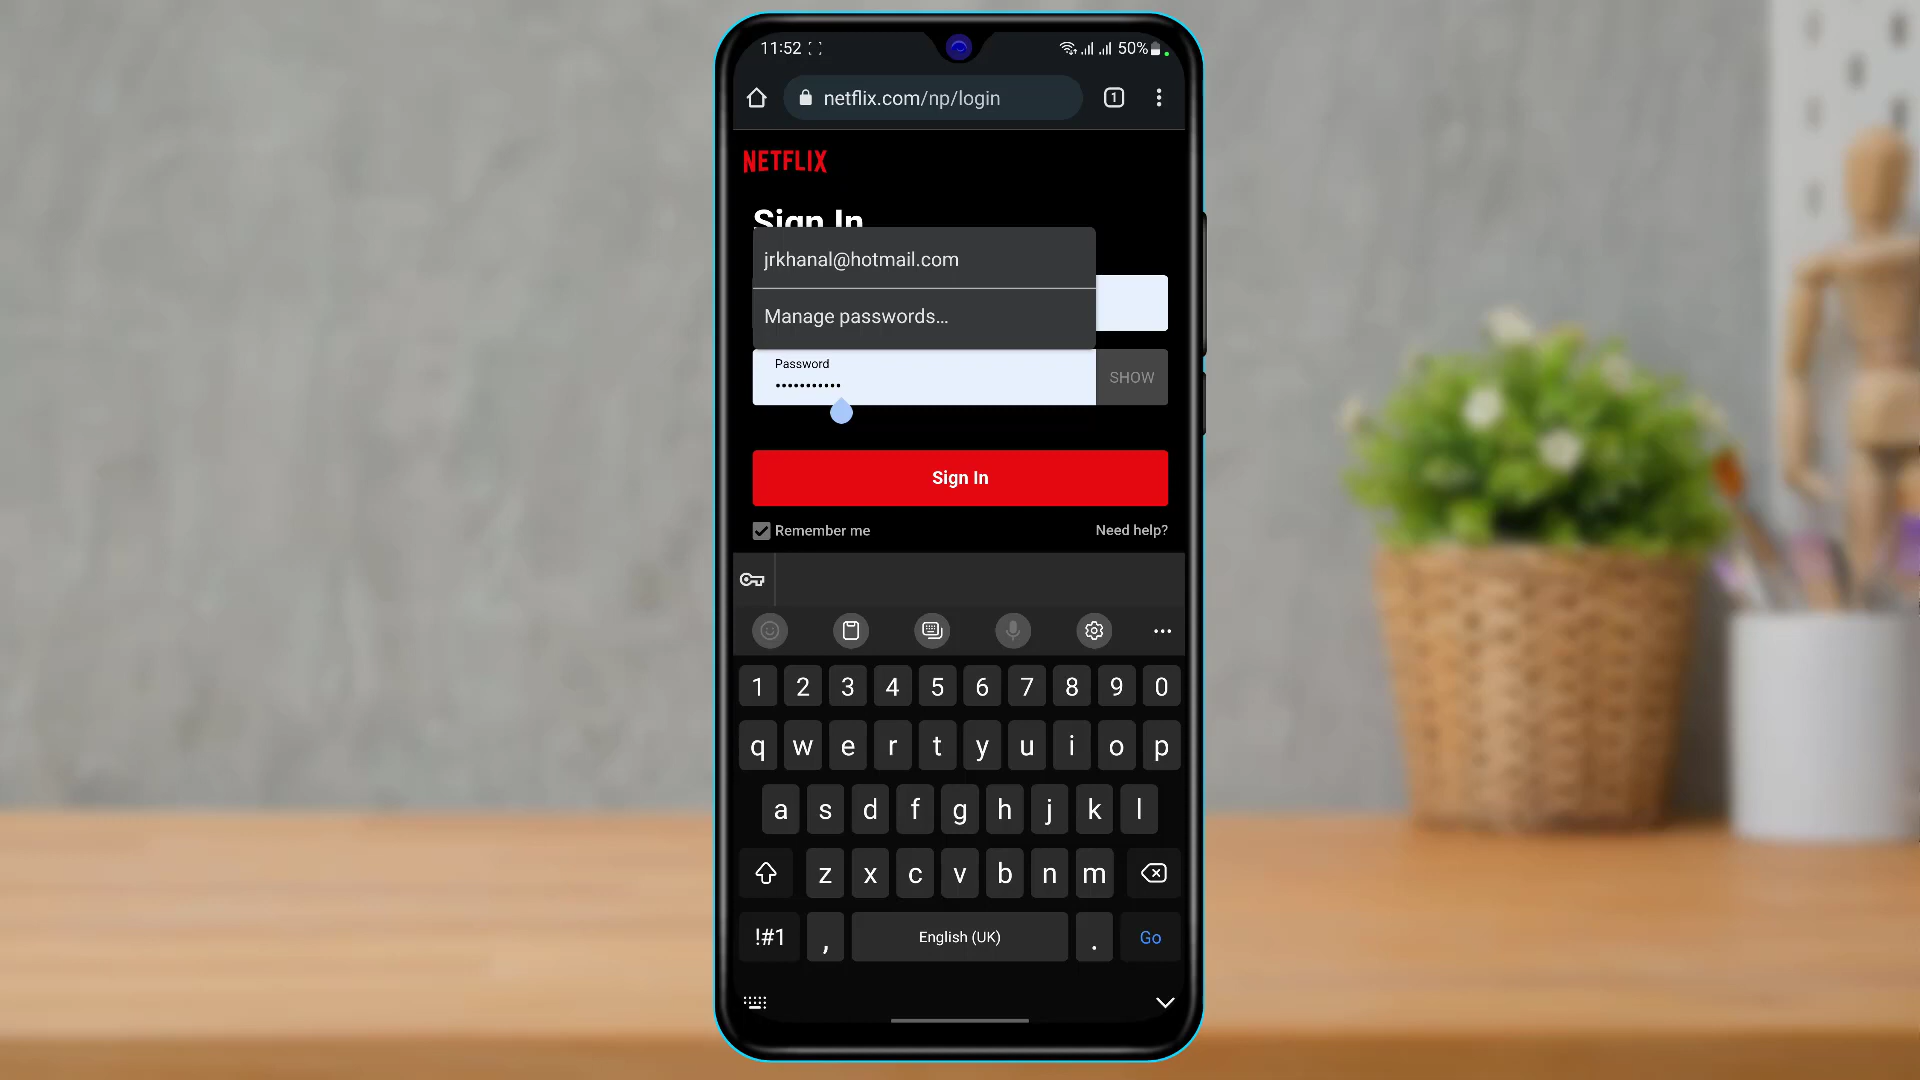 11:52
50%
netflix.com/np/login
1
NETFLIX
Sign In
jrkhanal@hotmail.com
Manage passwords...
Password
•••••••••••
SHOW
Sign In
Remember me
Need help?
1 2 3 4 5 6 7 8 9 0
q w e r t y u i o p
a s d f g h j k l
z x c v b n m
!#1 , English (UK) . Go